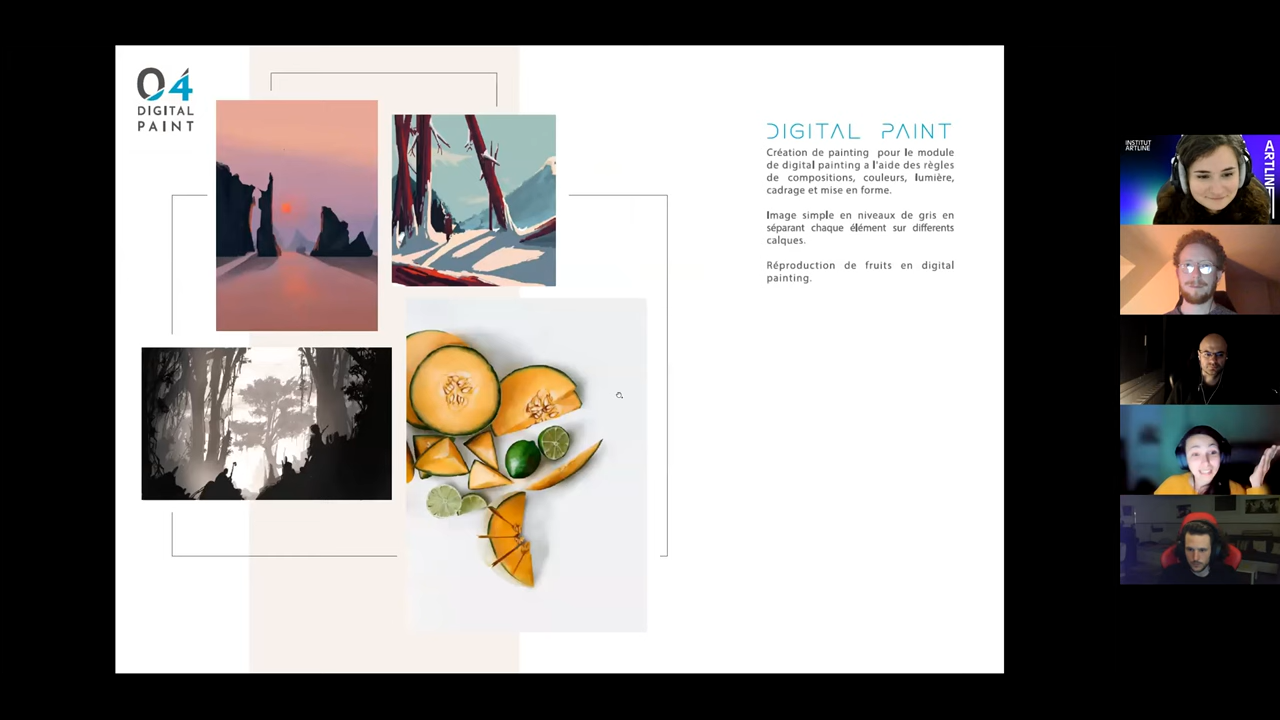 04
DIGITAL
PAINT
DIGITAL PAINT
Création de painting pour le module
de digital painting a l'aide des règles
de compositions, couleurs, lumière,
cadrage et mise en forme.
Image simple en niveaux de gris en
séparant chaque élément sur differents
calques.
Réproduction de fruits en digital
painting.
INSTITUT
ARTLINE
ARTLINE